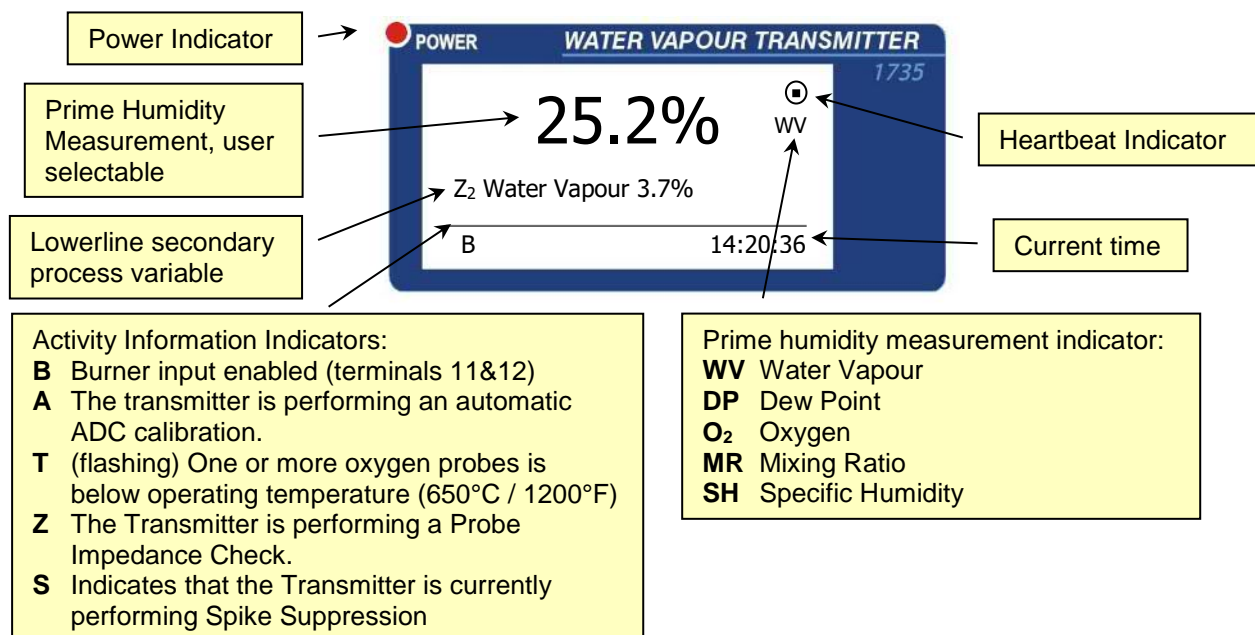 Power Indicator
POWER
WATER VAPOUR TRANSMITTER
1735
Prime Humidity
Measurement, user
selectable
25.2%
WV
Heartbeat Indicator
Z₂ Water Vapour 3.7%
Lowerline secondary
process variable
B 14:20:36
Current time
Activity Information Indicators:
B Burner input enabled (terminals 11&12)
A The transmitter is performing an automatic
ADC calibration.
T (flashing) One or more oxygen probes is
below operating temperature (650°C / 1200°F)
Z The Transmitter is performing a Probe
Impedance Check.
S Indicates that the Transmitter is currently
performing Spike Suppression
Prime humidity measurement indicator:
WV Water Vapour
DP Dew Point
O₂ Oxygen
MR Mixing Ratio
SH Specific Humidity